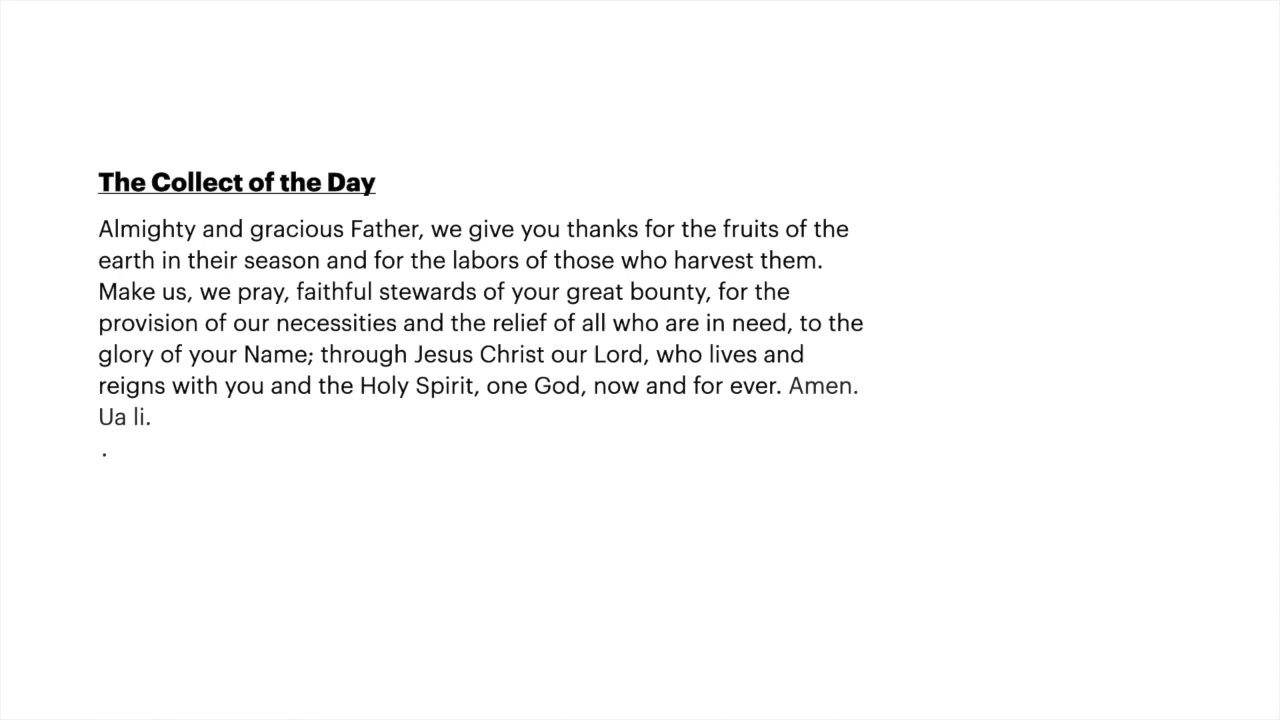 The Collect of the Day
Almighty and gracious Father, we give you thanks for the fruits of the
earth in their season and for the labors of those who harvest them.
Make us, we pray, faithful stewards of your great bounty, for the
provision of our necessities and the relief of all who are in need, to the
glory of your Name; through Jesus Christ our Lord, who lives and
reigns with you and the Holy Spirit, one God, now and for ever. Amen.
Ua li.
.